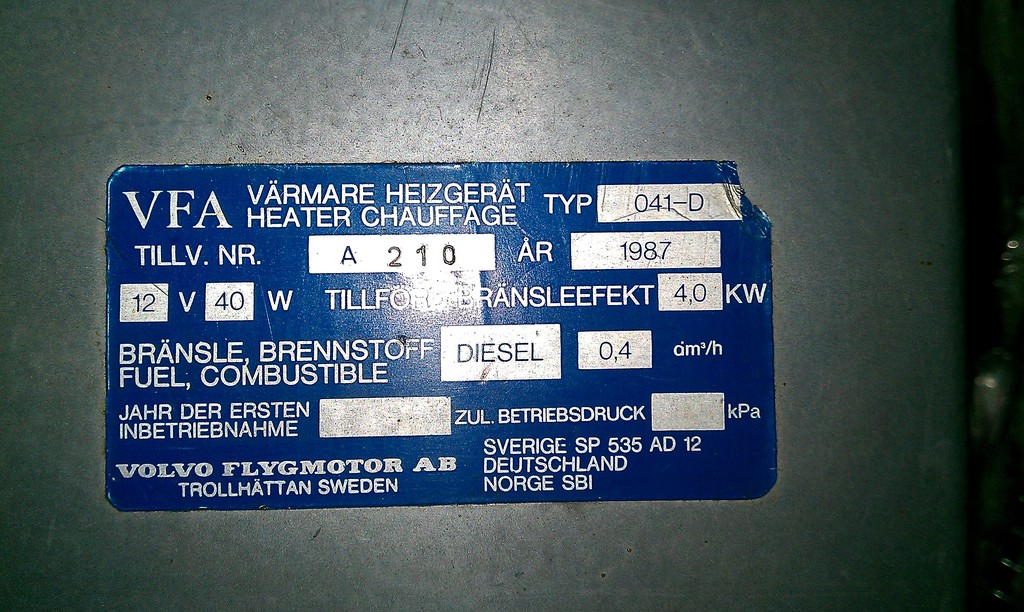 VFA VÄRMARE HEIZGERÄT TYP 041-D
HEATER CHAUFFAGE
TILLV. NR. A 210 ÅR 1987
12 V 40 W TILLFÖRD BRÄNSLEEFEKT 4,0 KW
BRÄNSLE, BRENNSTOFF DIESEL 0,4 dm³/h
FUEL, COMBUSTIBLE
JAHR DER ERSTEN INBETRIEBNAHME ZUL. BETRIEBSDRUCK kPa
VOLVO FLYGMOTOR AB
TROLLHÄTTAN SWEDEN
SVERIGE SP 535 AD 12
DEUTSCHLAND
NORGE SBI